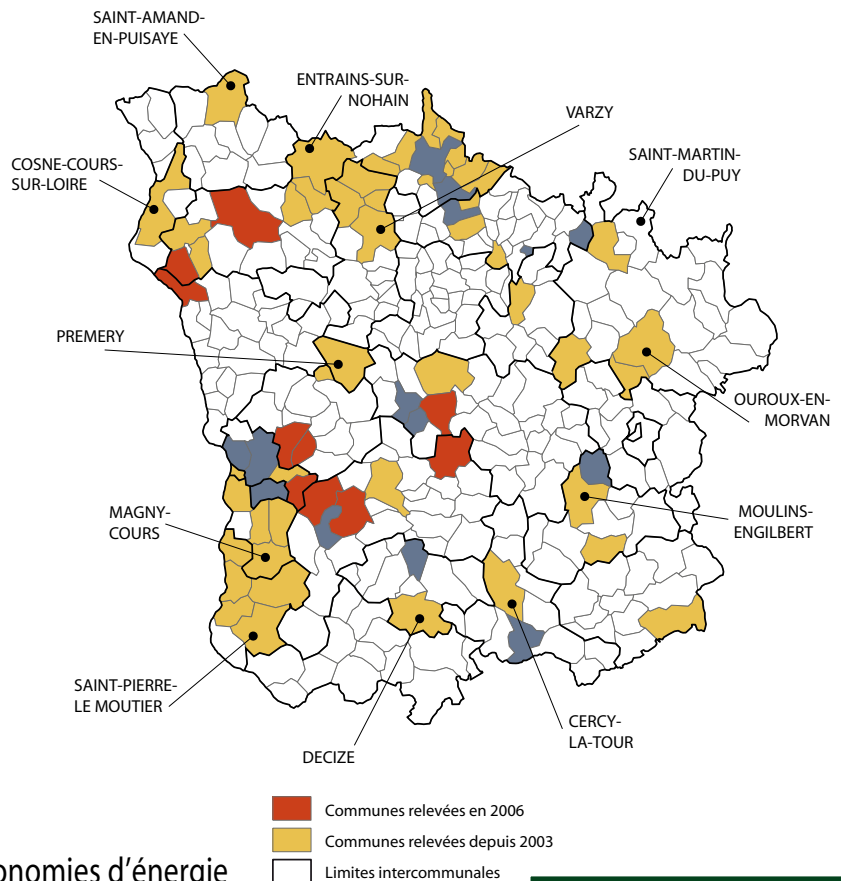 SAINT-AMAND-
EN-PUISAYE
ENTRAINS-SUR-
NOHAIN
VARZY
SAINT-MARTIN-
DU-PUY
COSNE-COURS-
SUR-LOIRE
PREMERY
OUROUX-EN-
MORVAN
MAGNY-
COURS
MOULINS-
ENGILBERT
SAINT-PIERRE-
LE MOUTIER
CERCY-
LA-TOUR
DECIZE
Communes relevées en 2006
Communes relevées depuis 2003
Limites intercommunales
onomies d'énergie